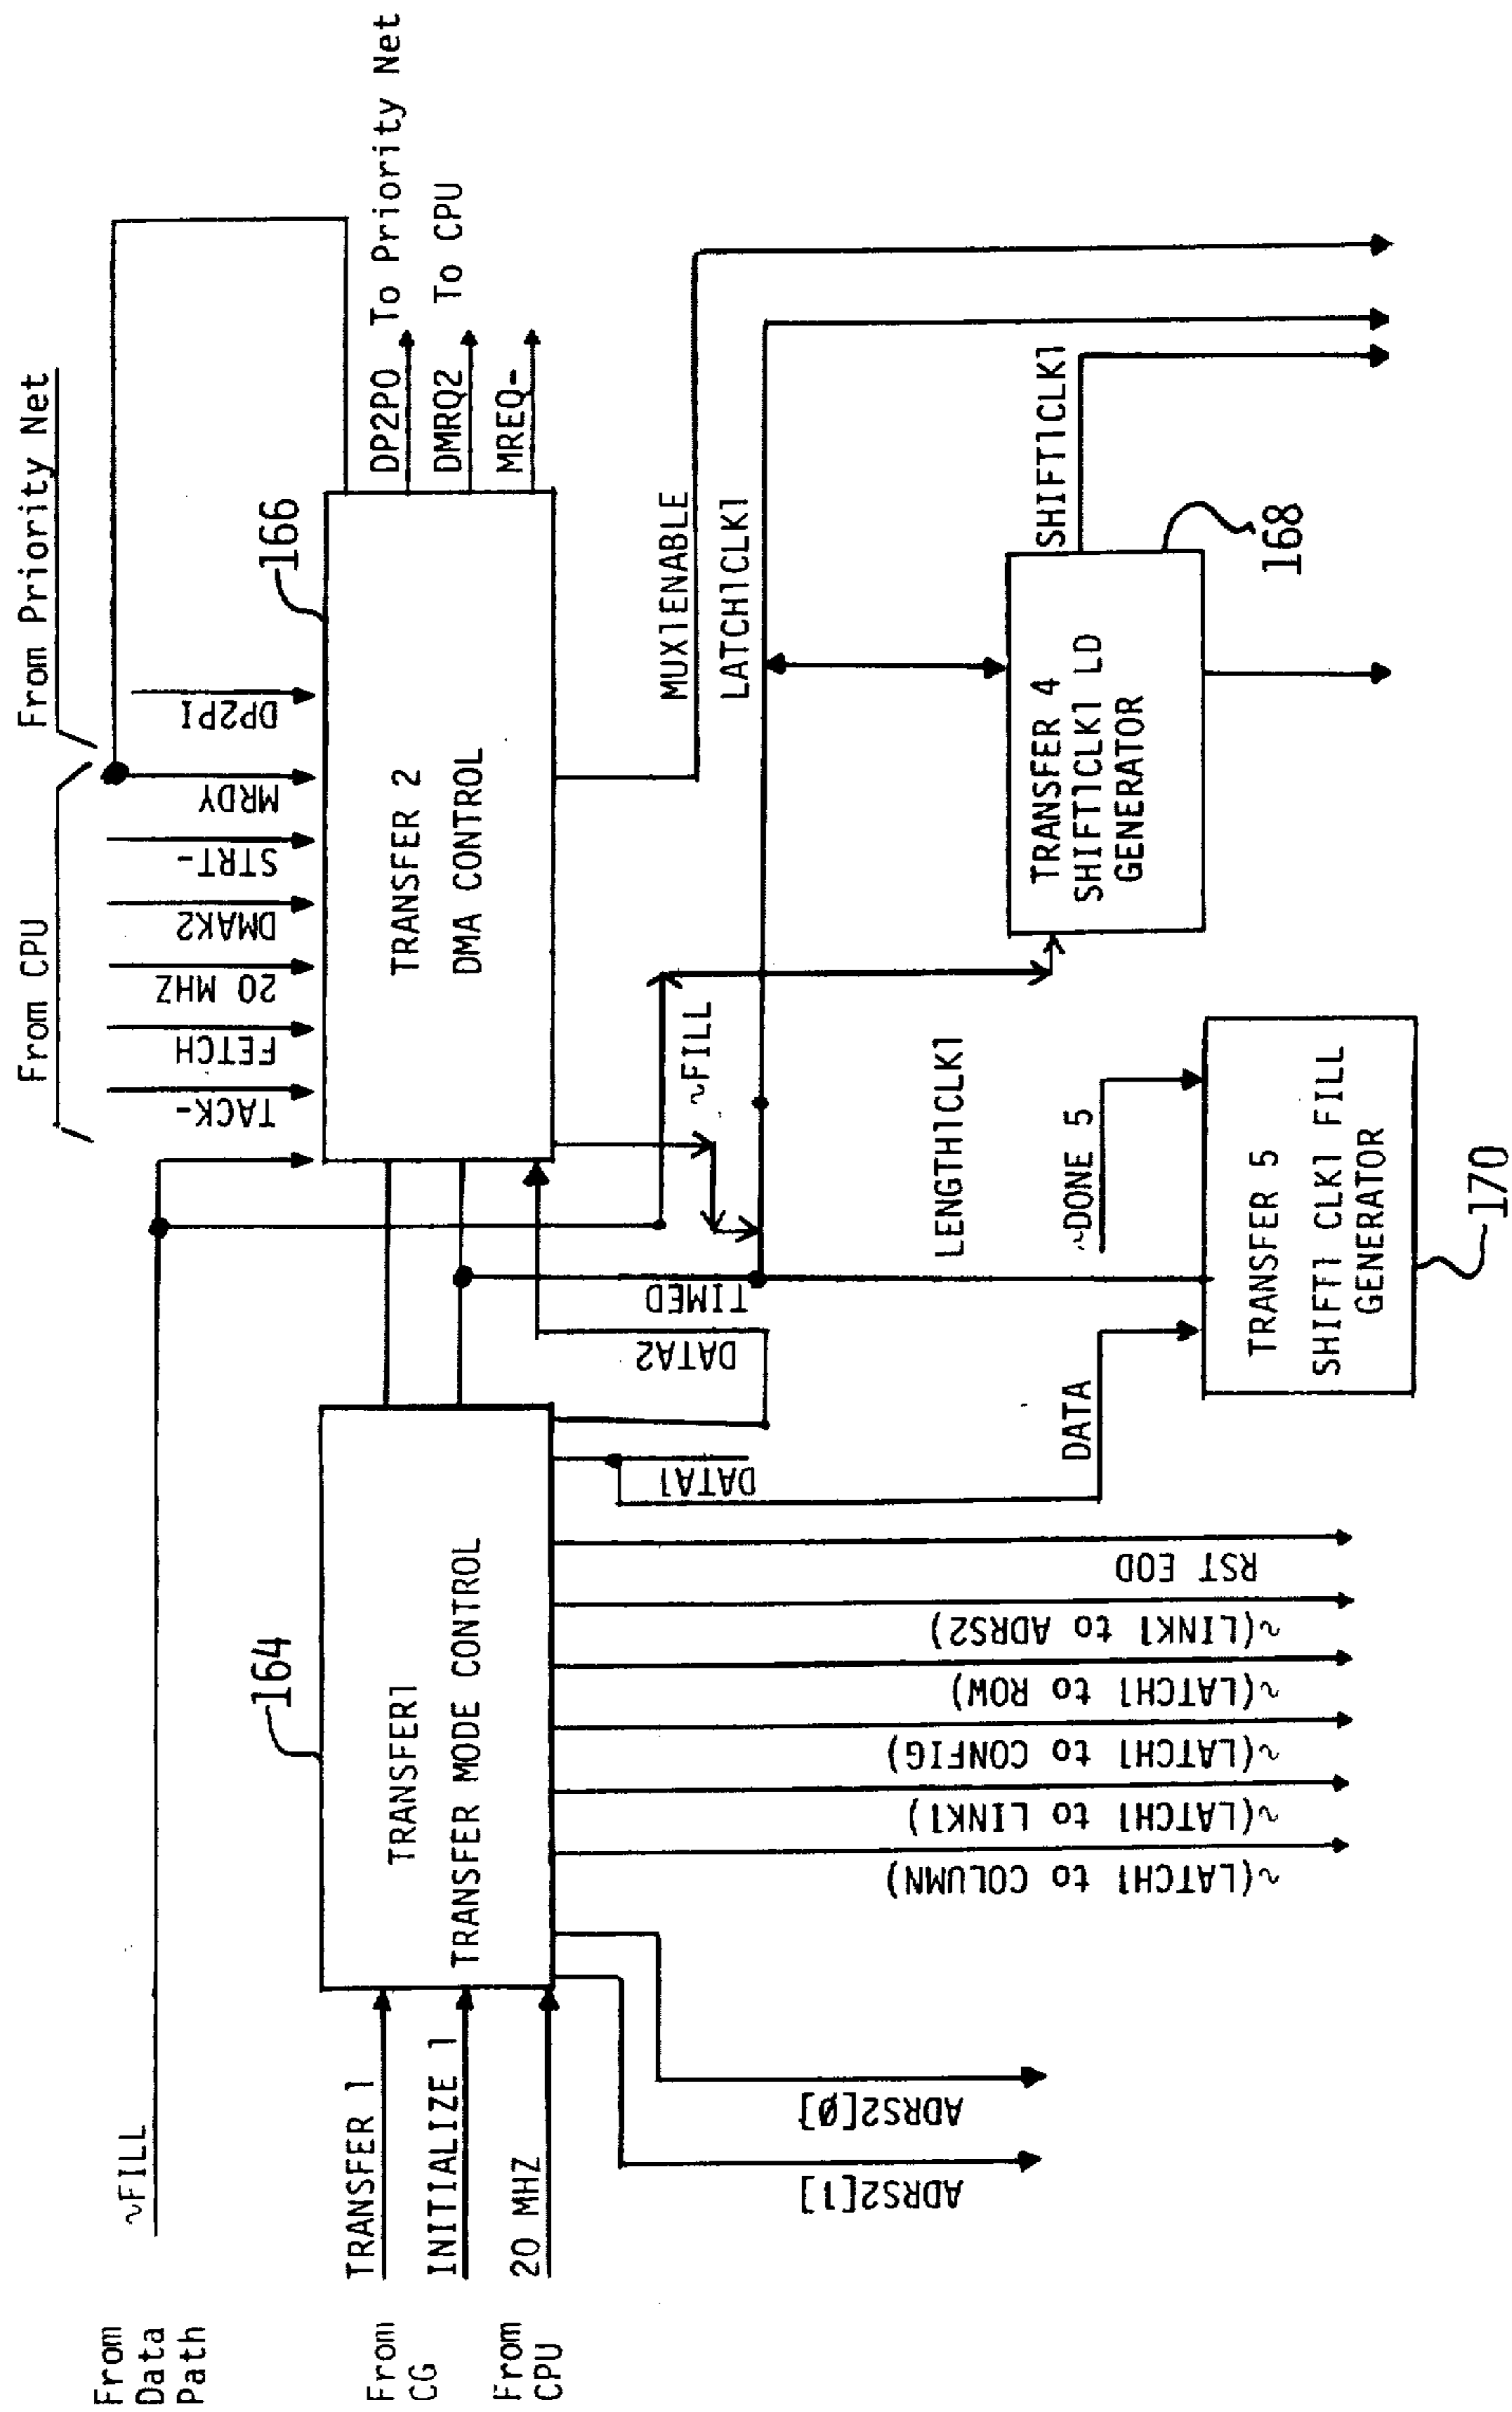 From Priority Net
From CPU
TACK-
FETCH
20 MHZ
DMAK2
STRT-
MRDY
DP2PI
From
Data
Path
~FILL
166
TRANSFER 2
DMA CONTROL
DP2PO
To Priority Net
DMRQ2
To CPU
MREQ-
164
From
CG
TRANSFER 1
INITIALIZE 1
From
CPU
20 MHZ
TRANSFER1
TRANSFER MODE CONTROL
DATA1
DATA2
TIMED
~FILL
MUX1ENABLE
LATCH1CLK1
ADRS2[1]
ADRS2[0]
~(LATCH1 to COLUMN)
~(LATCH1 to LINK1)
~(LATCH1 to CONFIG)
~(LATCH1 to ROW)
~(LINK1 to ADRS2)
RST EOD
DATA
LENGTH1CLK1
~DONE 5
SHIFT1CLK1
TRANSFER 4
SHIFT1CLK1 LD
GENERATOR
168
TRANSFER 5
SHIFT1 CLK1 FILL
GENERATOR
170